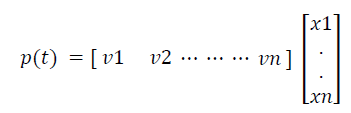 p(t) = [ v1 v2 ⋯ ⋯ ⋯ vn ] [x1
.
.
xn]